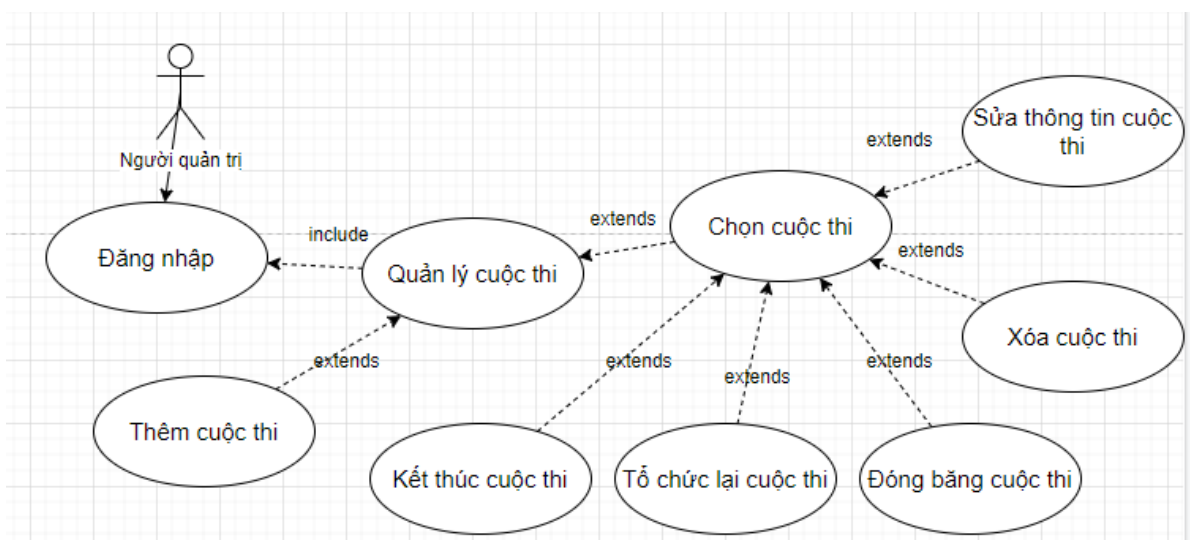 Người quản trị
Đăng nhập
include
Quản lý cuộc thi
extends
Chọn cuộc thi
extends
Sửa thông tin cuộc
thi
extends
Xóa cuộc thi
extends
Thêm cuộc thi
extends
Kết thúc cuộc thi
extends
Tổ chức lại cuộc thi
extends
Đóng băng cuộc thi